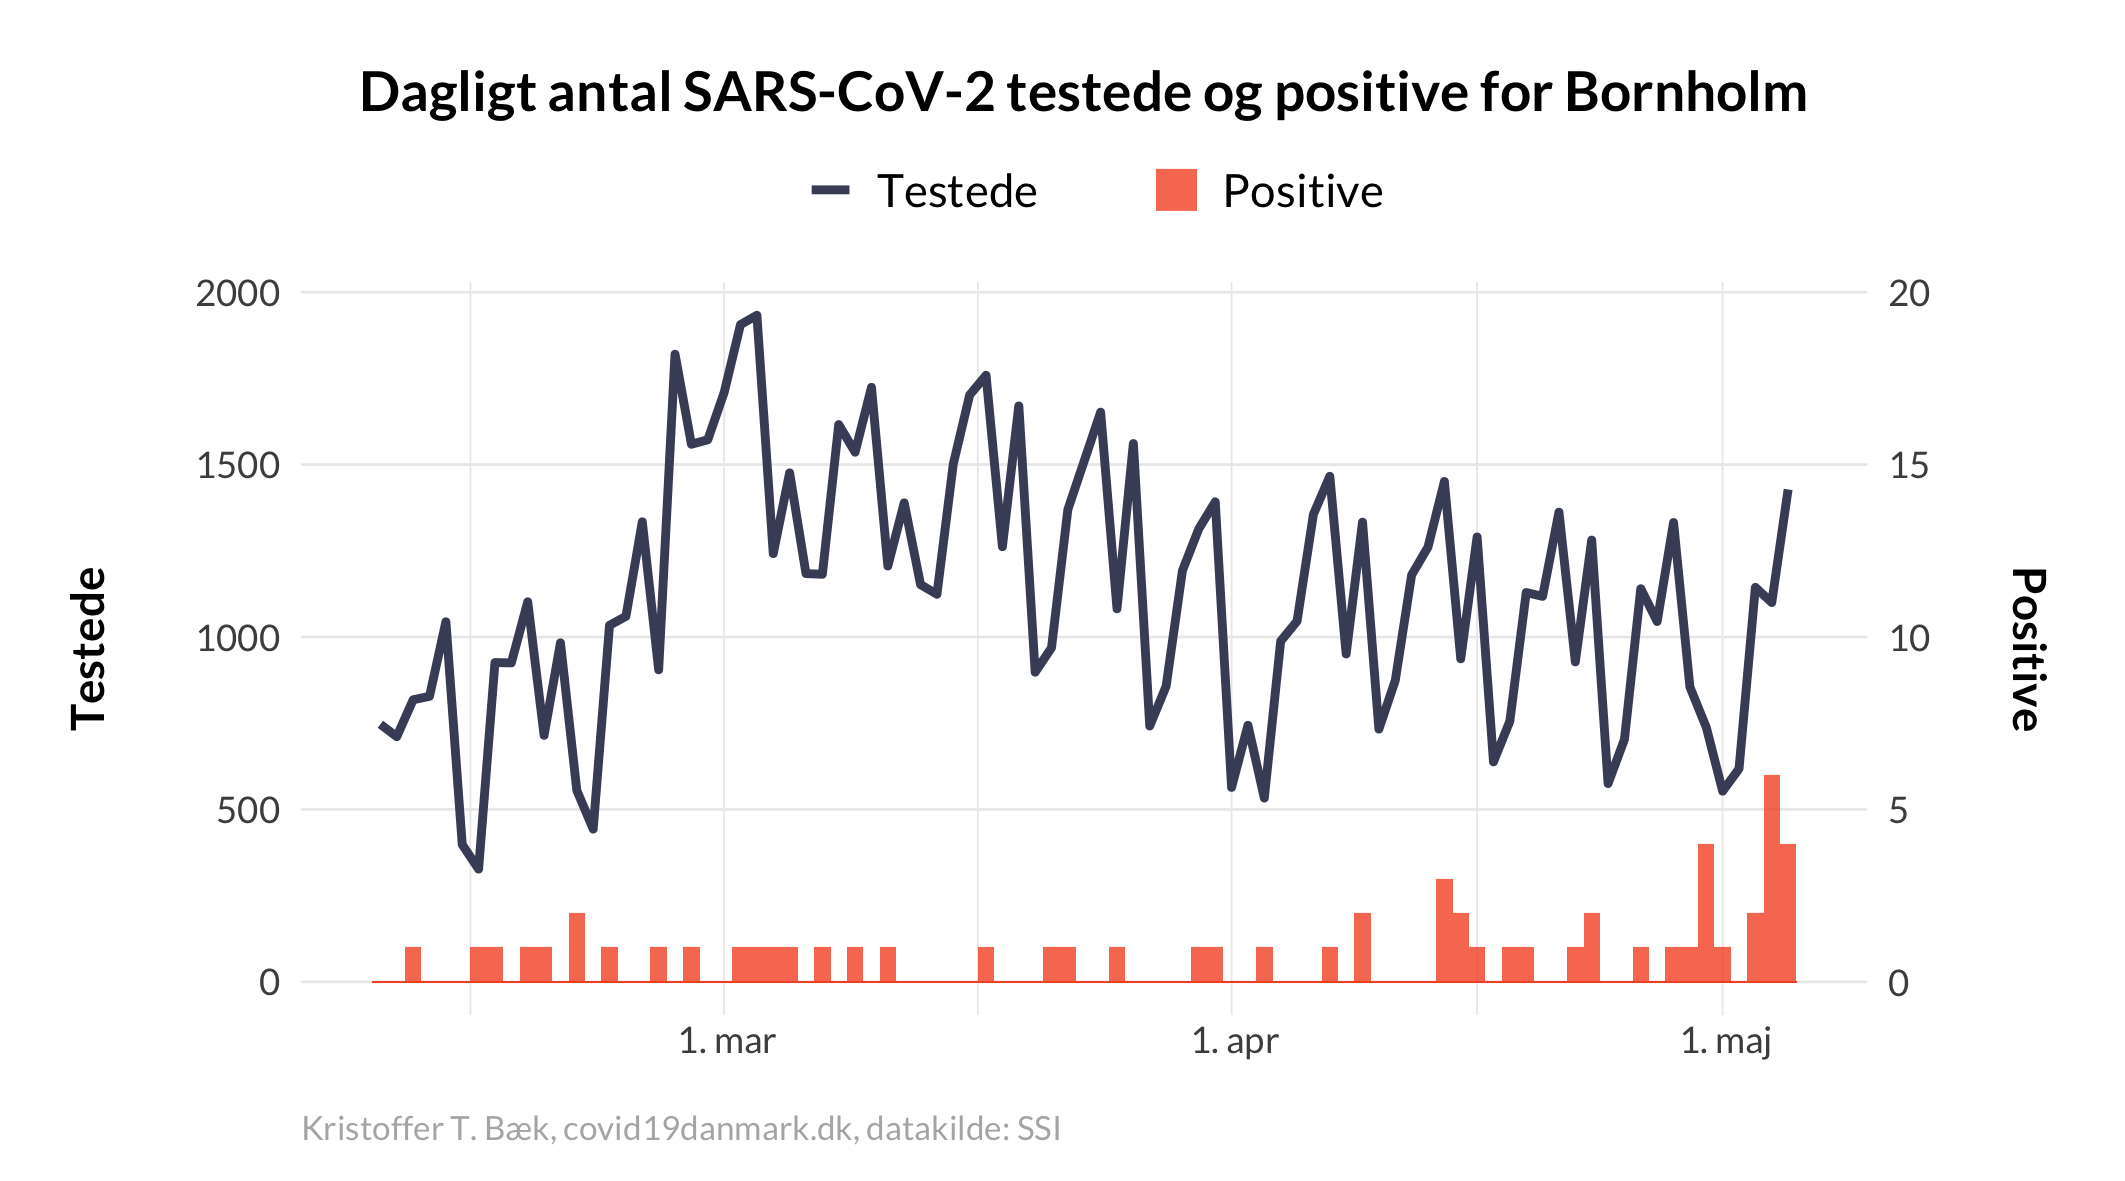 Dagligt antal SARS-CoV-2 testede og positive for Bornholm
Testede
Positive
2000
1500
1000
500
0
20
15
10
5
0
Testede
Positive
1. mar
1. apr
1. maj
Kristoffer T. Bæk, covid19danmark.dk, datakilde: SSI